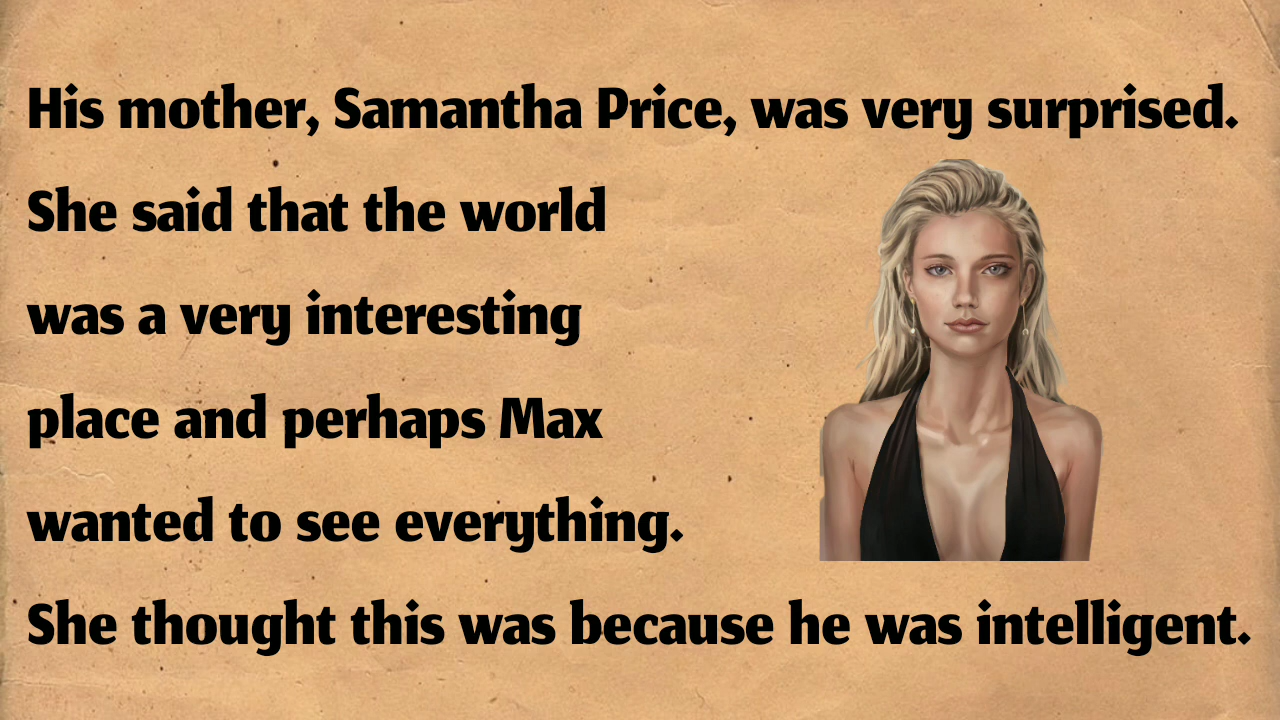 His mother, Samantha Price, was very surprised.
She said that the world
was a very interesting
place and perhaps Max
wanted to see everything.
She thought this was because he was intelligent.